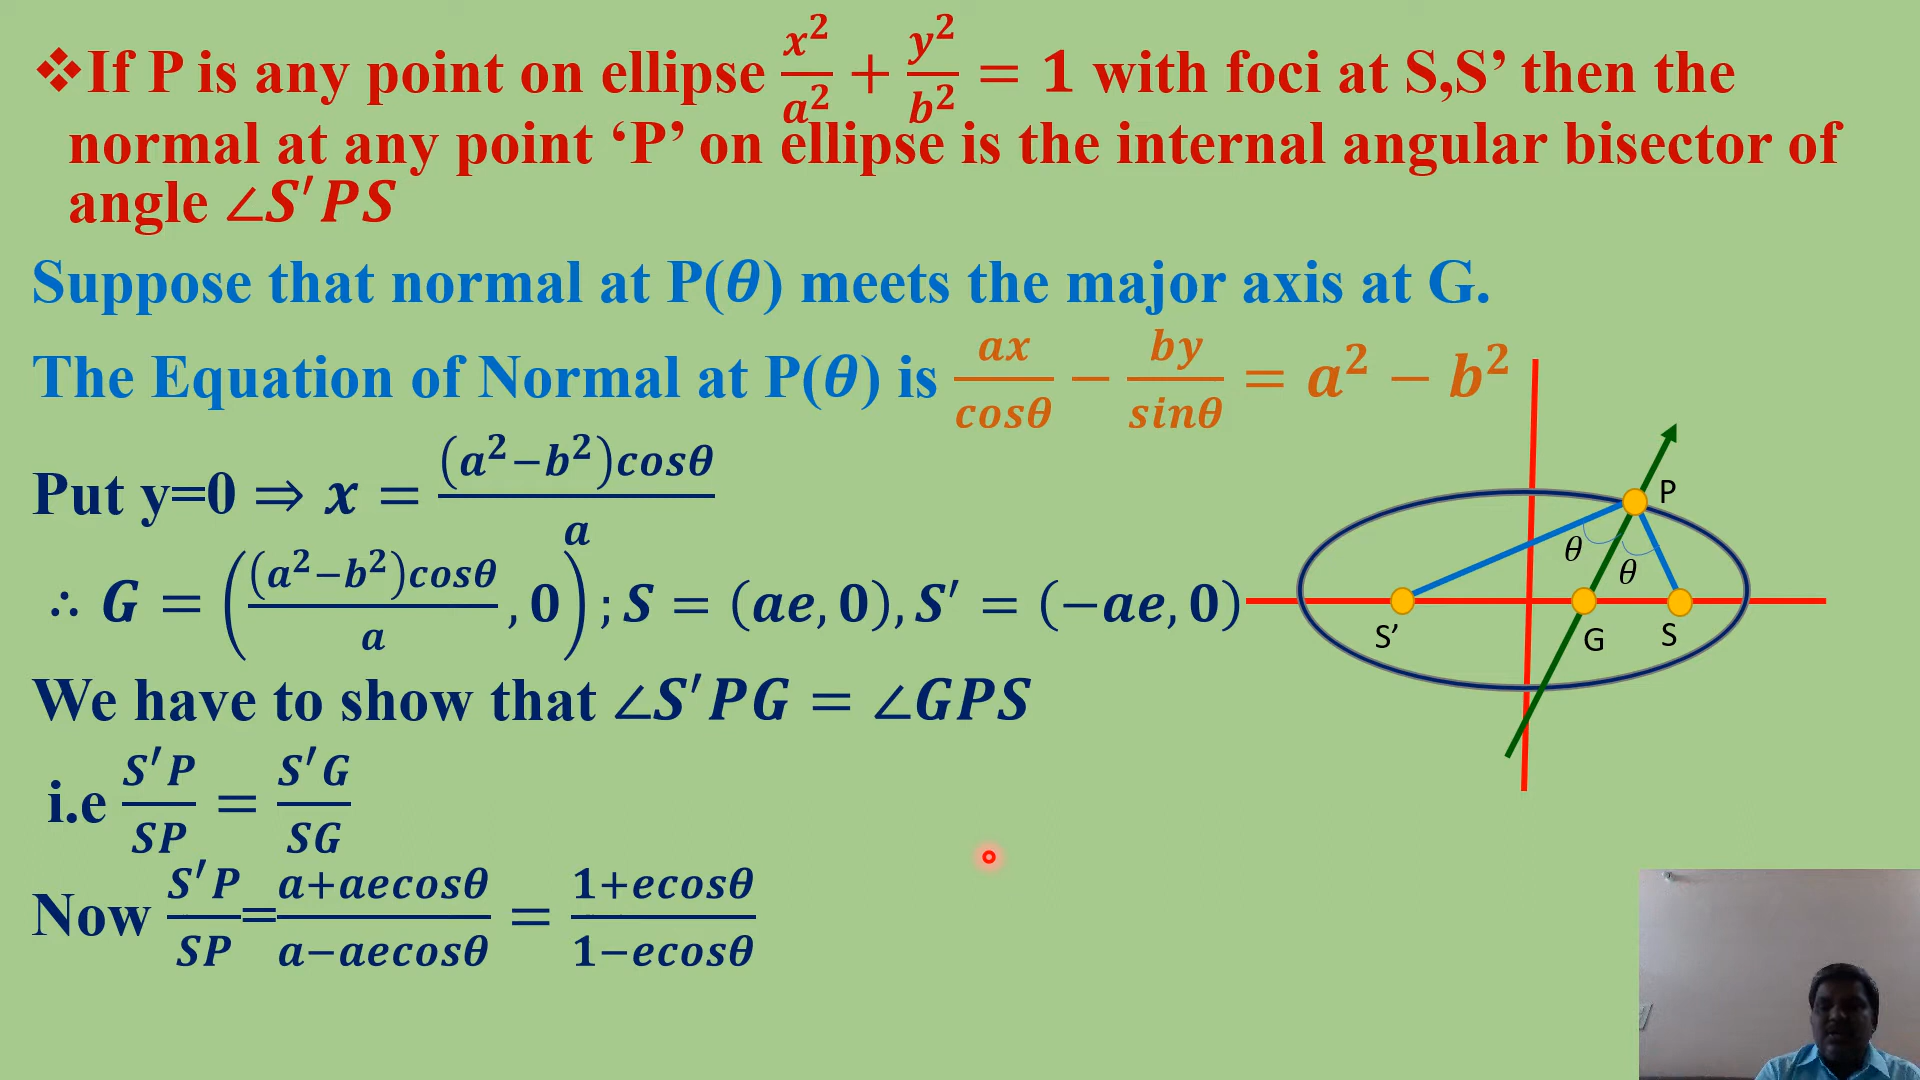 ❖If P is any point on ellipse x²/a² + y²/b² = 1 with foci at S,S’ then the
normal at any point ‘P’ on ellipse is the internal angular bisector of
angle ∠S′PS
Suppose that normal at P(θ) meets the major axis at G.
The Equation of Normal at P(θ) is ax/cosθ − by/sinθ = a² − b²
Put y=0 ⇒ x = (a²−b²)cosθ/a
∴ G = ((a²−b²)cosθ/a , 0) ; S = (ae, 0), S′ = (−ae, 0)
We have to show that ∠S′PG = ∠GPS
i.e S′P/SP = S′G/SG
Now S′P/SP=a+aecosθ/a−aecosθ = 1+ecosθ/1−ecosθ
P
θ
θ
S’
G
S